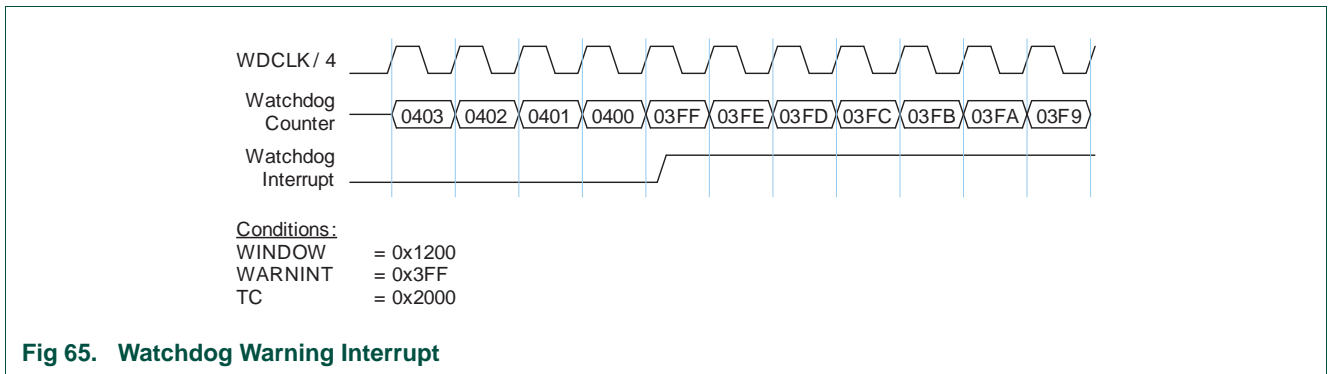 WDCLK / 4
Watchdog
Counter
0403 0402 0401 0400 03FF 03FE 03FD 03FC 03FB 03FA 03F9
Watchdog
Interrupt
Conditions:
WINDOW = 0x1200
WARNINT = 0x3FF
TC = 0x2000
Fig 65. Watchdog Warning Interrupt